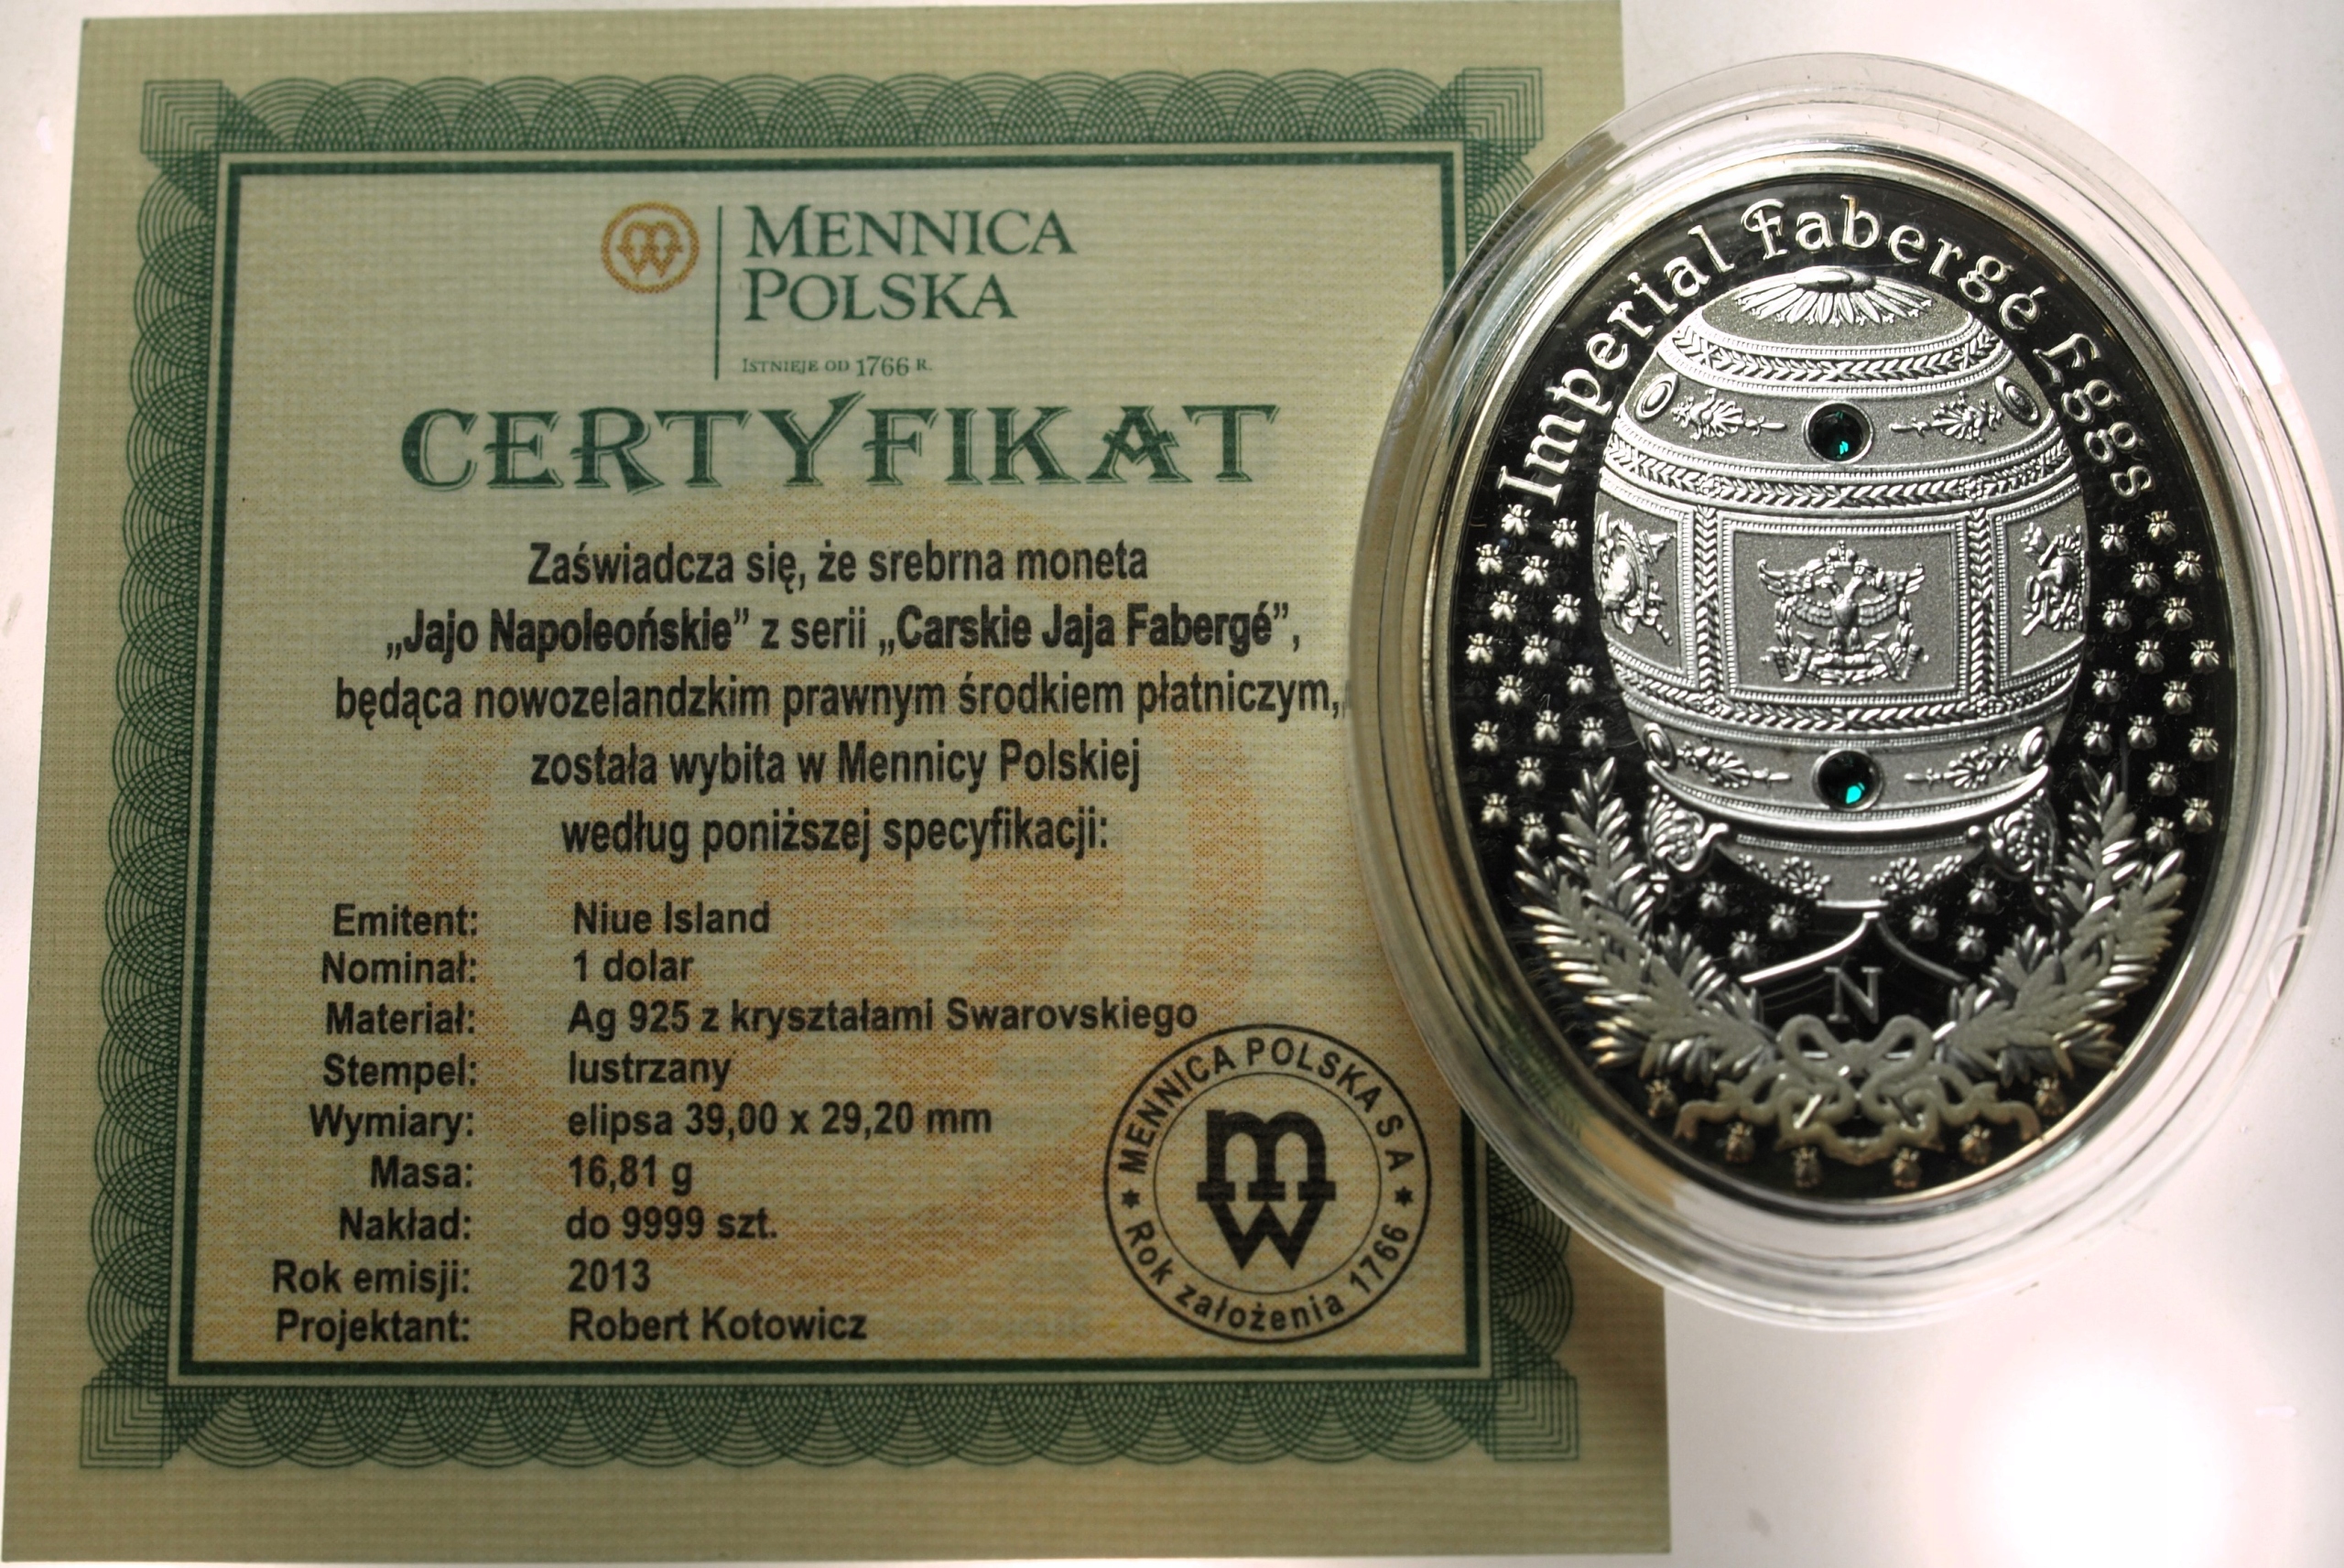 MENNICA
POLSKA
ISTNIEJE OD 1766 R.
CERTYFIKAT
Zaświadcza się, że srebrna moneta
„Jajo Napoleońskie” z serii „Carskie Jaja Fabergé”,
będąca nowozelandzkim prawnym środkiem płatniczym,
została wybita w Mennicy Polskiej
według poniższej specyfikacji:
Emitent: Niue Island
Nominał: 1 dolar
Materiał: Ag 925 z kryształami Swarovskiego
Stempel: lustrzany
Wymiary: elipsa 39,00 x 29,20 mm
Masa: 16,81 g
Nakład: do 9999 szt.
Rok emisji: 2013
Projektant: Robert Kotowicz
MENNICA POLSKA S A
mw
Rok założenia 1766
Imperial Fabergé Eggs
N